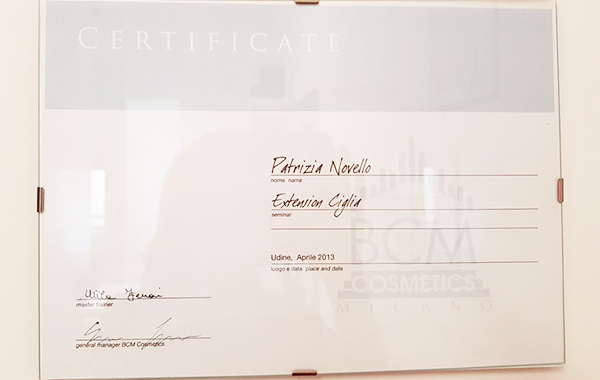 CERTIFICATE
Patrizia Novello
nome name
Extension Ciglia
seminar
Udine, Aprile 2013
luogo e data place and date
BCM
COSMETICS
MILANO
master trainer
general manager BCM Cosmetics